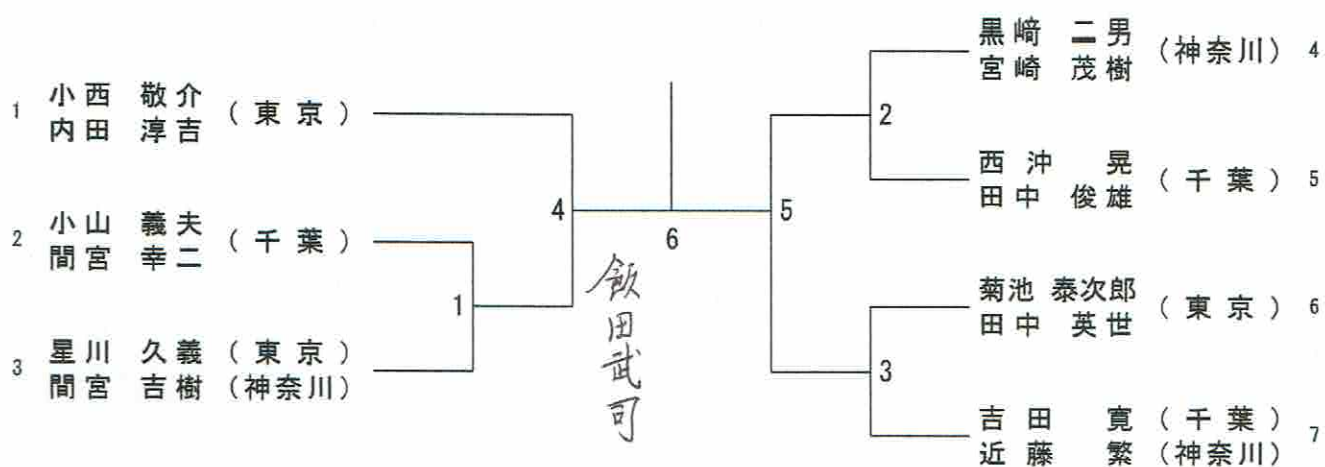 1 小西 敬介 (東京)
内田 淳吉
2 小山 義夫 (千葉)
間宮 幸二
3 星川 久義 (東京)
間宮 吉樹 (神奈川)
1
4
6
飯田武司
5
2
3
黒﨑 二男 (神奈川) 4
宮崎 茂樹
西沖 晃 (千葉) 5
田中 俊雄
菊池 泰次郎 (東京) 6
田中 英世
吉田 寛 (千葉) 7
近藤 繁 (神奈川)